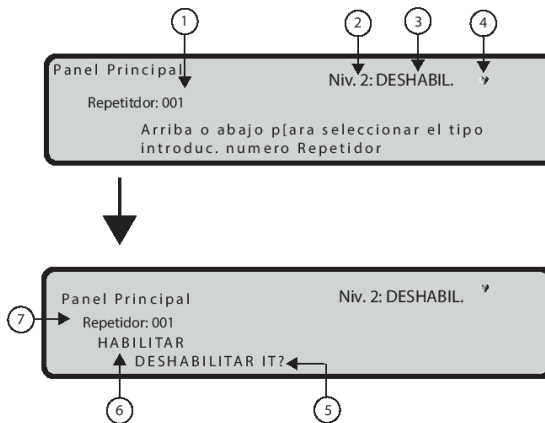 1
2
3
4
Panel Principal
Niv. 2: DESHABIL.
Repetitdor: 001
Arriba o abajo p[ara seleccionar el tipo
introduc. numero Repetidor
Panel Principal
Niv. 2: DESHABIL.
7
Repetidor: 001
HABILITAR
DESHABILITAR IT?
6
5